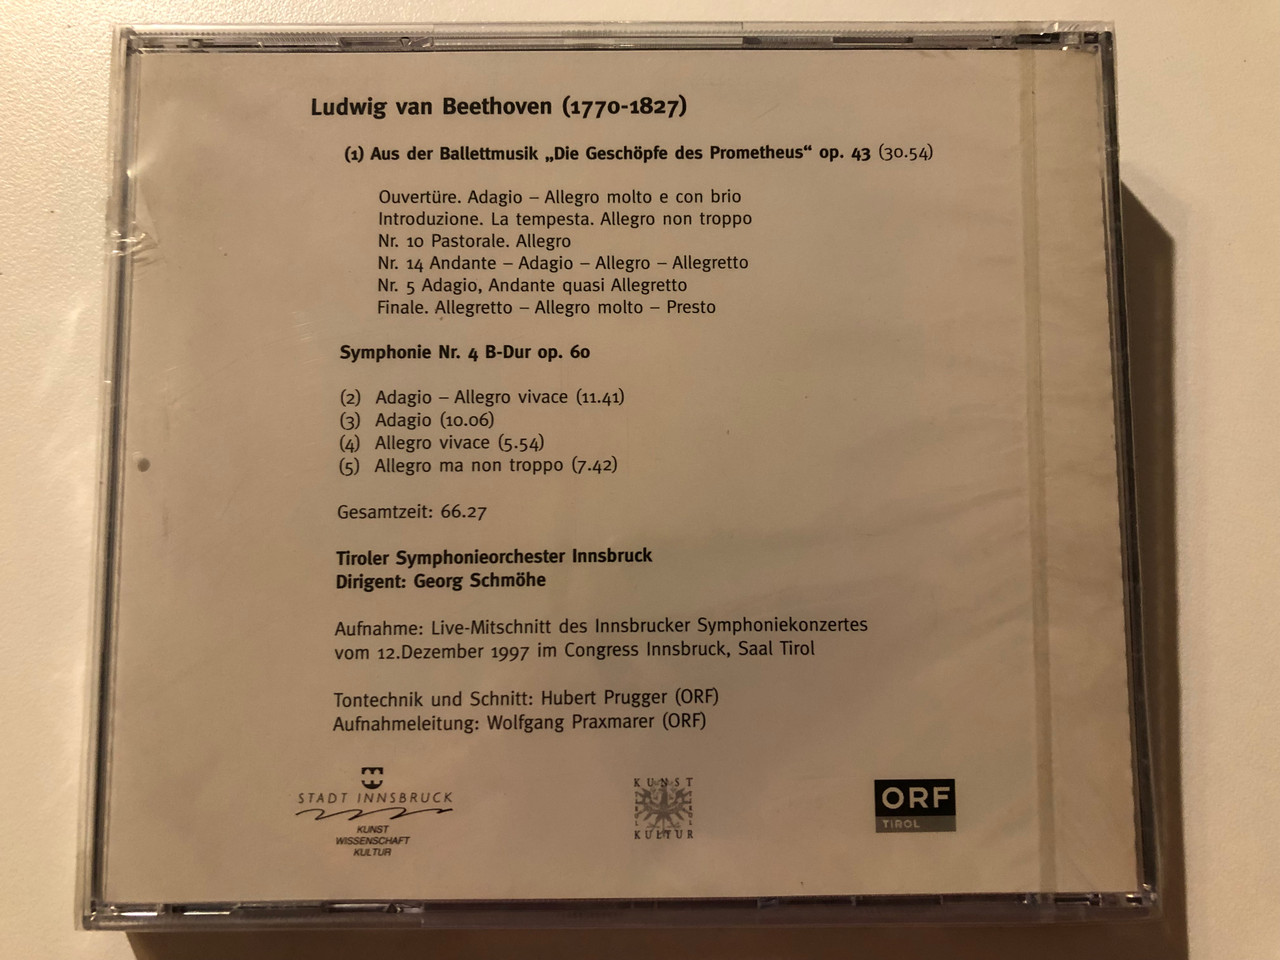 Ludwig van Beethoven (1770-1827)
(1) Aus der Ballettmusik „Die Geschöpfe des Prometheus“ op. 43 (30.54)
Ouvertüre. Adagio – Allegro molto e con brio
Introduzione. La tempesta. Allegro non troppo
Nr. 10 Pastorale. Allegro
Nr. 14 Andante – Adagio – Allegro – Allegretto
Nr. 5 Adagio, Andante quasi Allegretto
Finale. Allegretto – Allegro molto – Presto
Symphonie Nr. 4 B-Dur op. 60
(2) Adagio – Allegro vivace (11.41)
(3) Adagio (10.06)
(4) Allegro vivace (5.54)
(5) Allegro ma non troppo (7.42)
Gesamtzeit: 66.27
Tiroler Symphonieorchester Innsbruck
Dirigent: Georg Schmöhe
Aufnahme: Live-Mitschnitt des Innsbrucker Symphoniekonzertes
vom 12.Dezember 1997 im Congress Innsbruck, Saal Tirol
Tontechnik und Schnitt: Hubert Prugger (ORF)
Aufnahmeleitung: Wolfgang Praxmarer (ORF)
STADT INNSBRUCK
KUNST
WISSENSCHAFT
KULTUR
KUNST
KULTUR
ORF
TIROL